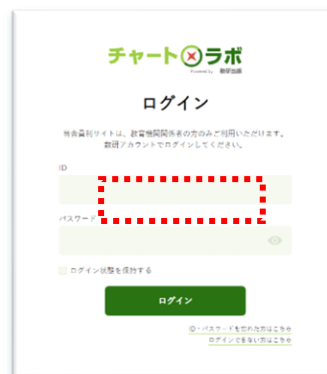 チャート×ラボ
Powered by 数研出版
ログイン
当会員制サイトは、教育機関関係者の方のみご利用いただけます。
数研アカウントでログインしてください。
ID
パスワード
ログイン状態を保持する
ログイン
ID・パスワードを忘れた方はこちら
ログインできない方はこちら